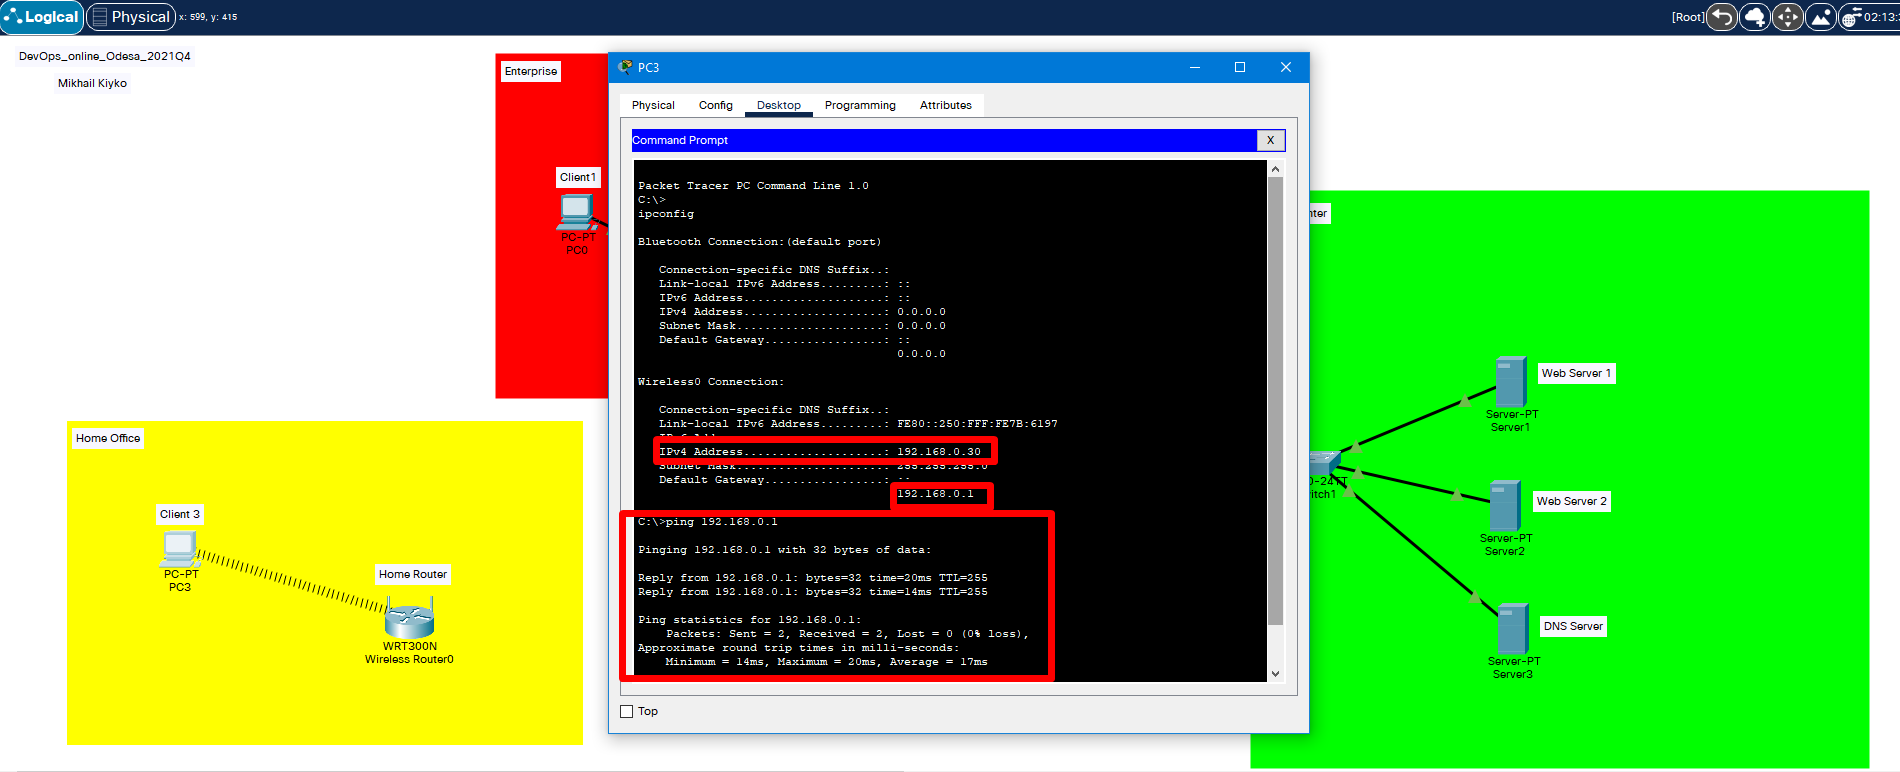 Logical
Physical
x: 599, y: 415
[Root]
02:13:
DevOps_online_Odesa_2021Q4
Mikhail Kiyko
Enterprise
Client1
PC-PT
PC0
Home Office
Client 3
PC-PT
PC3
Home Router
WRT300N
Wireless Router0
PC3
Physical
Config
Desktop
Programming
Attributes
Command Prompt
X
Packet Tracer PC Command Line 1.0
C:\>
ipconfig
Bluetooth Connection:(default port)
Connection-specific DNS Suffix..:
Link-local IPv6 Address.........: ::
IPv6 Address....................: ::
IPv4 Address....................: 0.0.0.0
Subnet Mask.....................: 0.0.0.0
Default Gateway.................: ::
0.0.0.0
Wireless0 Connection:
Connection-specific DNS Suffix..:
Link-local IPv6 Address.........: FE80::250:FFF:FE7B:6197
IPv4 Address....................: 192.168.0.30
Subnet Mask.....................: 255.255.255.0
Default Gateway.................: ::
192.168.0.1
C:\>ping 192.168.0.1
Pinging 192.168.0.1 with 32 bytes of data:
Reply from 192.168.0.1: bytes=32 time=20ms TTL=255
Reply from 192.168.0.1: bytes=32 time=14ms TTL=255
Ping statistics for 192.168.0.1:
Packets: Sent = 2, Received = 2, Lost = 0 (0% loss),
Approximate round trip times in milli-seconds:
Minimum = 14ms, Maximum = 20ms, Average = 17ms
Top
nter
0-24TT
itch1
Web Server 1
Server-PT
Server1
Web Server 2
Server-PT
Server2
DNS Server
Server-PT
Server3